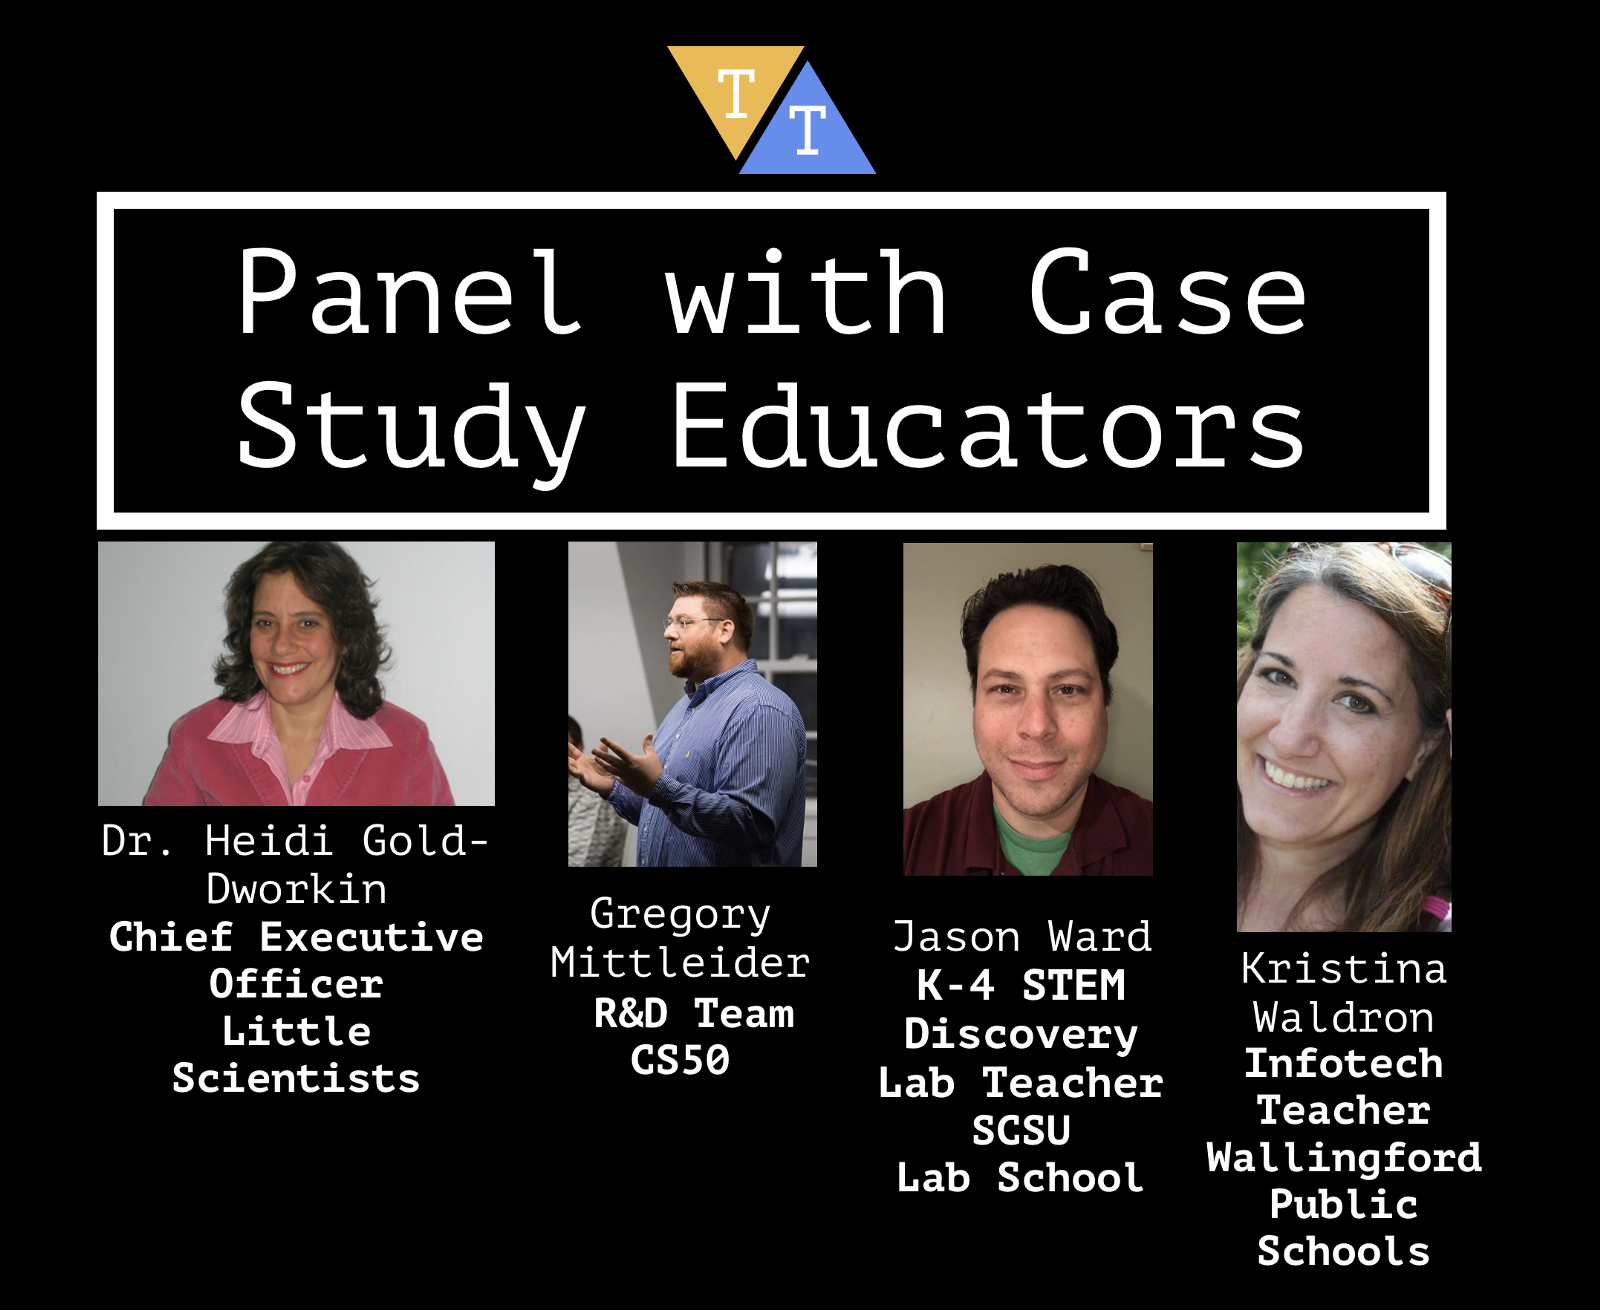 T
T
Panel with Case
Study Educators
Dr. Heidi Gold-
Dworkin
Chief Executive
Officer
Little
Scientists
Gregory
Mittleider
R&D Team
CS50
Jason Ward
K-4 STEM
Discovery
Lab Teacher
SCSU
Lab School
Kristina
Waldron
Infotech
Teacher
Wallingford
Public
Schools